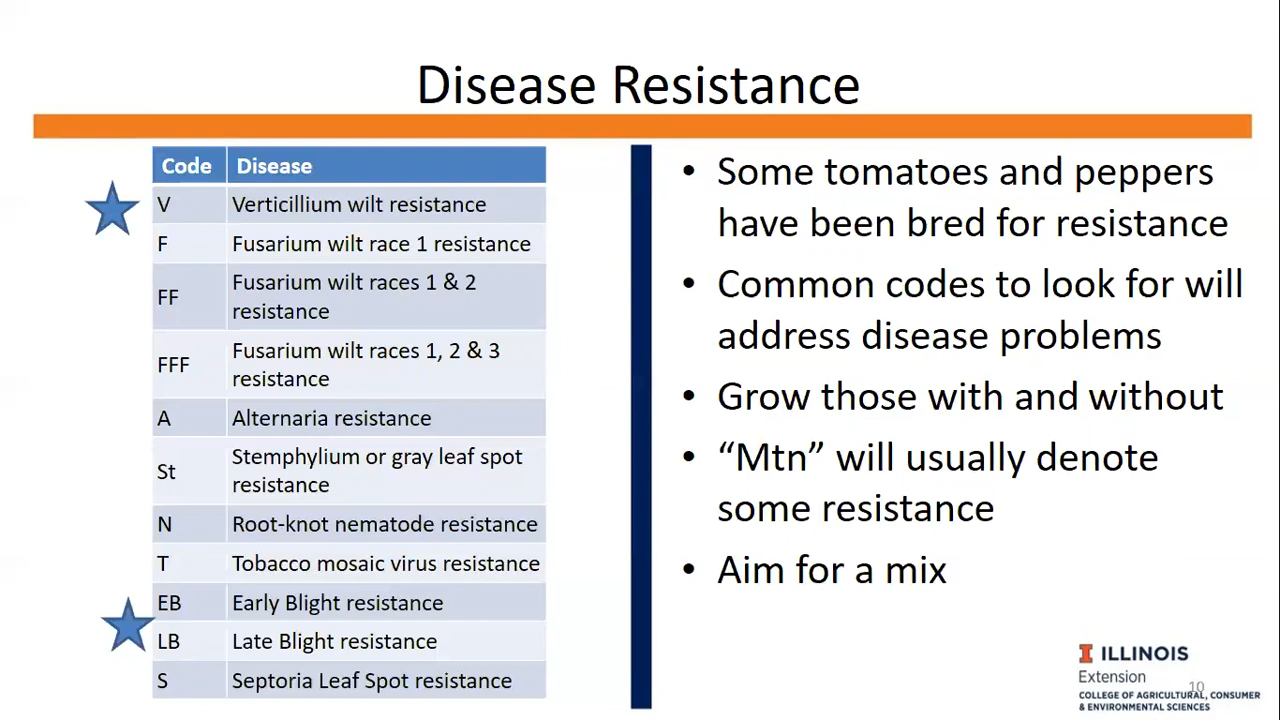 Disease Resistance
Code Disease
V Verticillium wilt resistance
F Fusarium wilt race 1 resistance
FF Fusarium wilt races 1 & 2
resistance
FFF Fusarium wilt races 1, 2 & 3
resistance
A Alternaria resistance
St Stemphylium or gray leaf spot
resistance
N Root-knot nematode resistance
T Tobacco mosaic virus resistance
EB Early Blight resistance
LB Late Blight resistance
S Septoria Leaf Spot resistance
• Some tomatoes and peppers
have been bred for resistance
• Common codes to look for will
address disease problems
• Grow those with and without
• “Mtn” will usually denote
some resistance
• Aim for a mix
I ILLINOIS
Extension
10
COLLEGE OF AGRICULTURAL, CONSUMER
& ENVIRONMENTAL SCIENCES